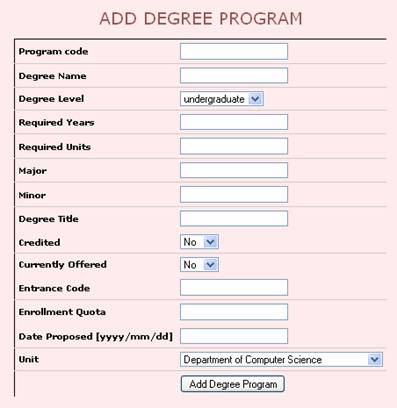 ADD DEGREE PROGRAM
Program code
Degree Name
Degree Level undergraduate
Required Years
Required Units
Major
Minor
Degree Title
Credited No
Currently Offered No
Entrance Code
Enrollment Quota
Date Proposed [yyyy/mm/dd]
Unit Department of Computer Science
Add Degree Program